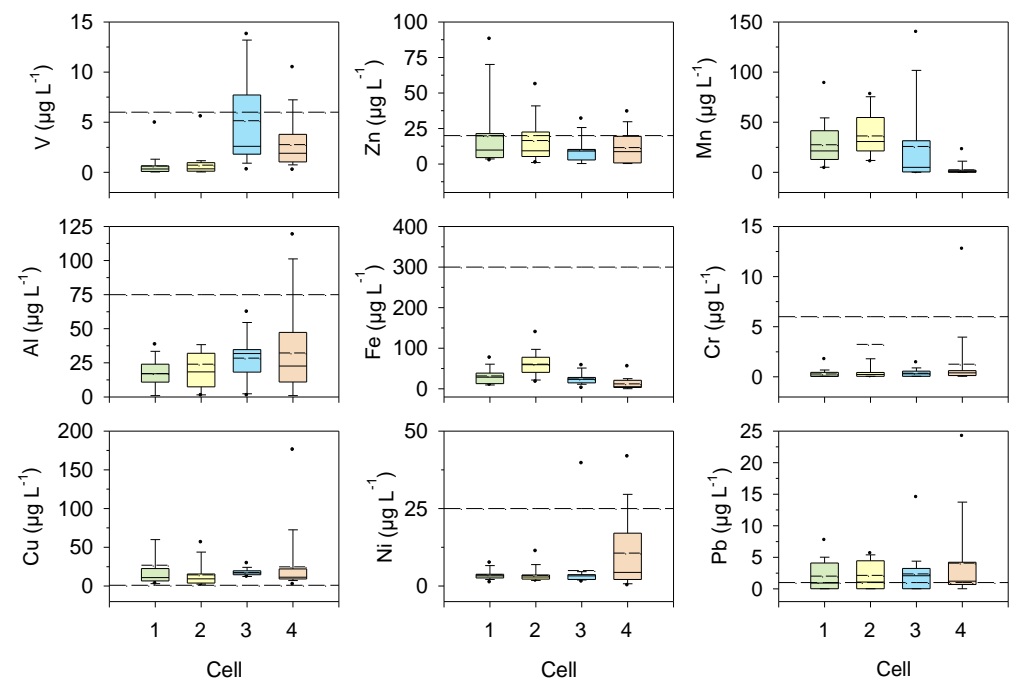 V (µg L⁻¹)
15
10
5
0
Zn (µg L⁻¹)
100
75
50
25
0
Mn (µg L⁻¹)
150
100
50
0
Al (µg L⁻¹)
125
100
75
50
25
0
Fe (µg L⁻¹)
400
300
200
100
0
Cr (µg L⁻¹)
15
10
5
0
Cu (µg L⁻¹)
200
150
100
50
0
1 2 3 4
Cell
Ni (µg L⁻¹)
50
25
0
1 2 3 4
Cell
Pb (µg L⁻¹)
25
20
15
10
5
0
1 2 3 4
Cell